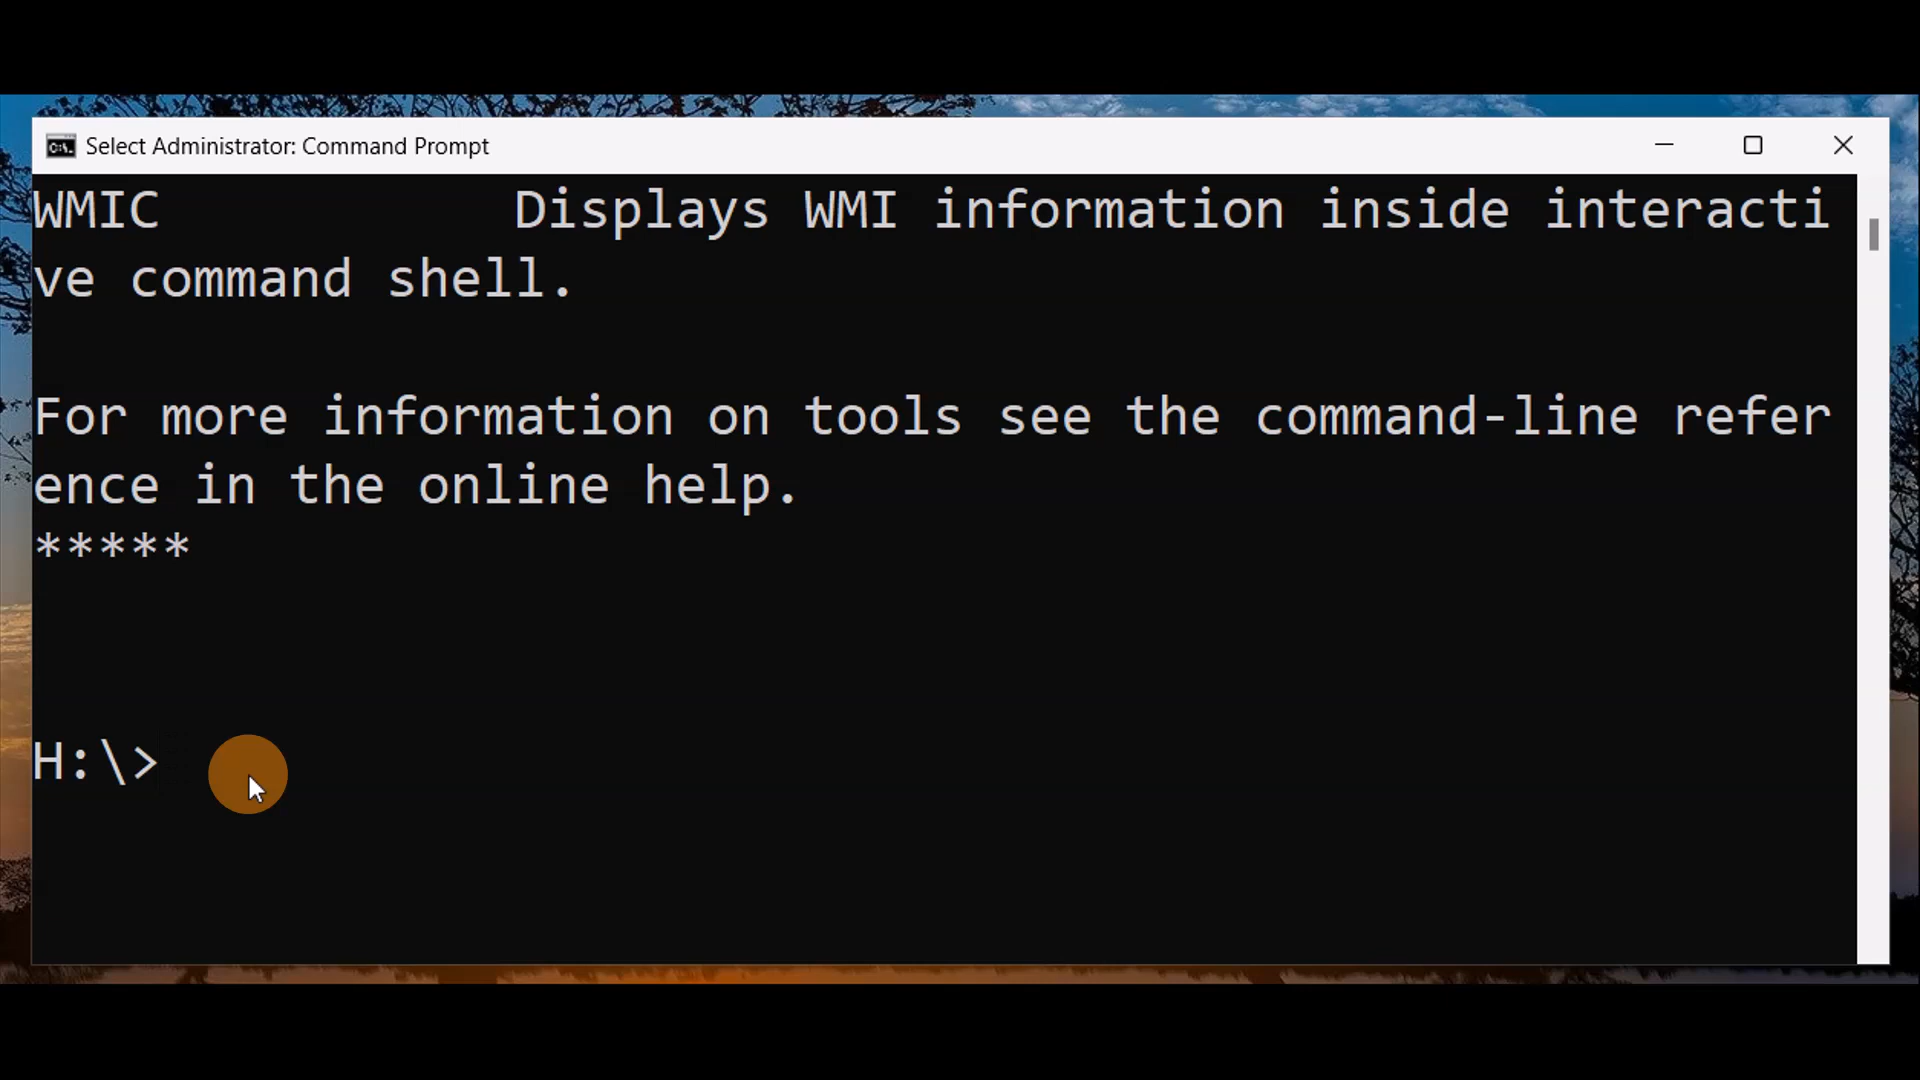 Select Administrator: Command Prompt
WMIC Displays WMI information inside interacti
ve command shell.
For more information on tools see the command-line refer
ence in the online help.
*****
H:\>